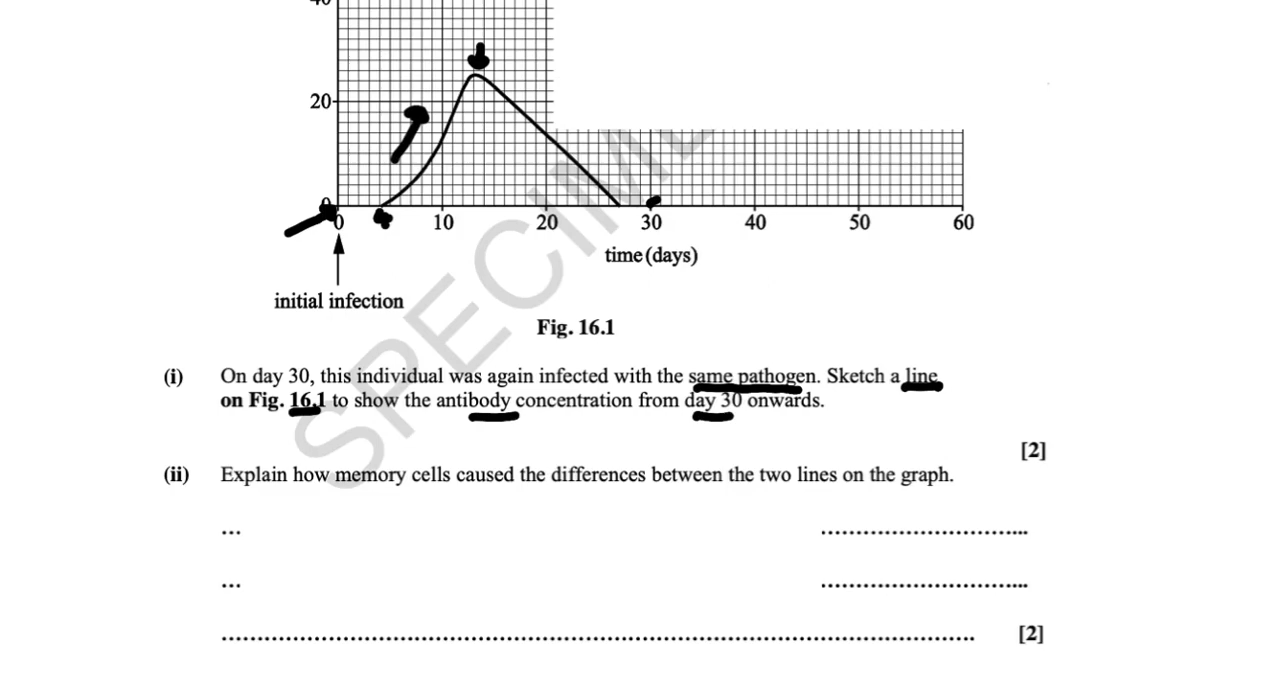 40
20
0
0 10 20 30 40 50 60
time (days)
initial infection
Fig. 16.1
SPECIM
(i) On day 30, this individual was again infected with the same pathogen. Sketch a line
on Fig. 16.1 to show the antibody concentration from day 30 onwards.
[2]
(ii) Explain how memory cells caused the differences between the two lines on the graph.
... ................................
... ................................
........................................................................................................... [2]